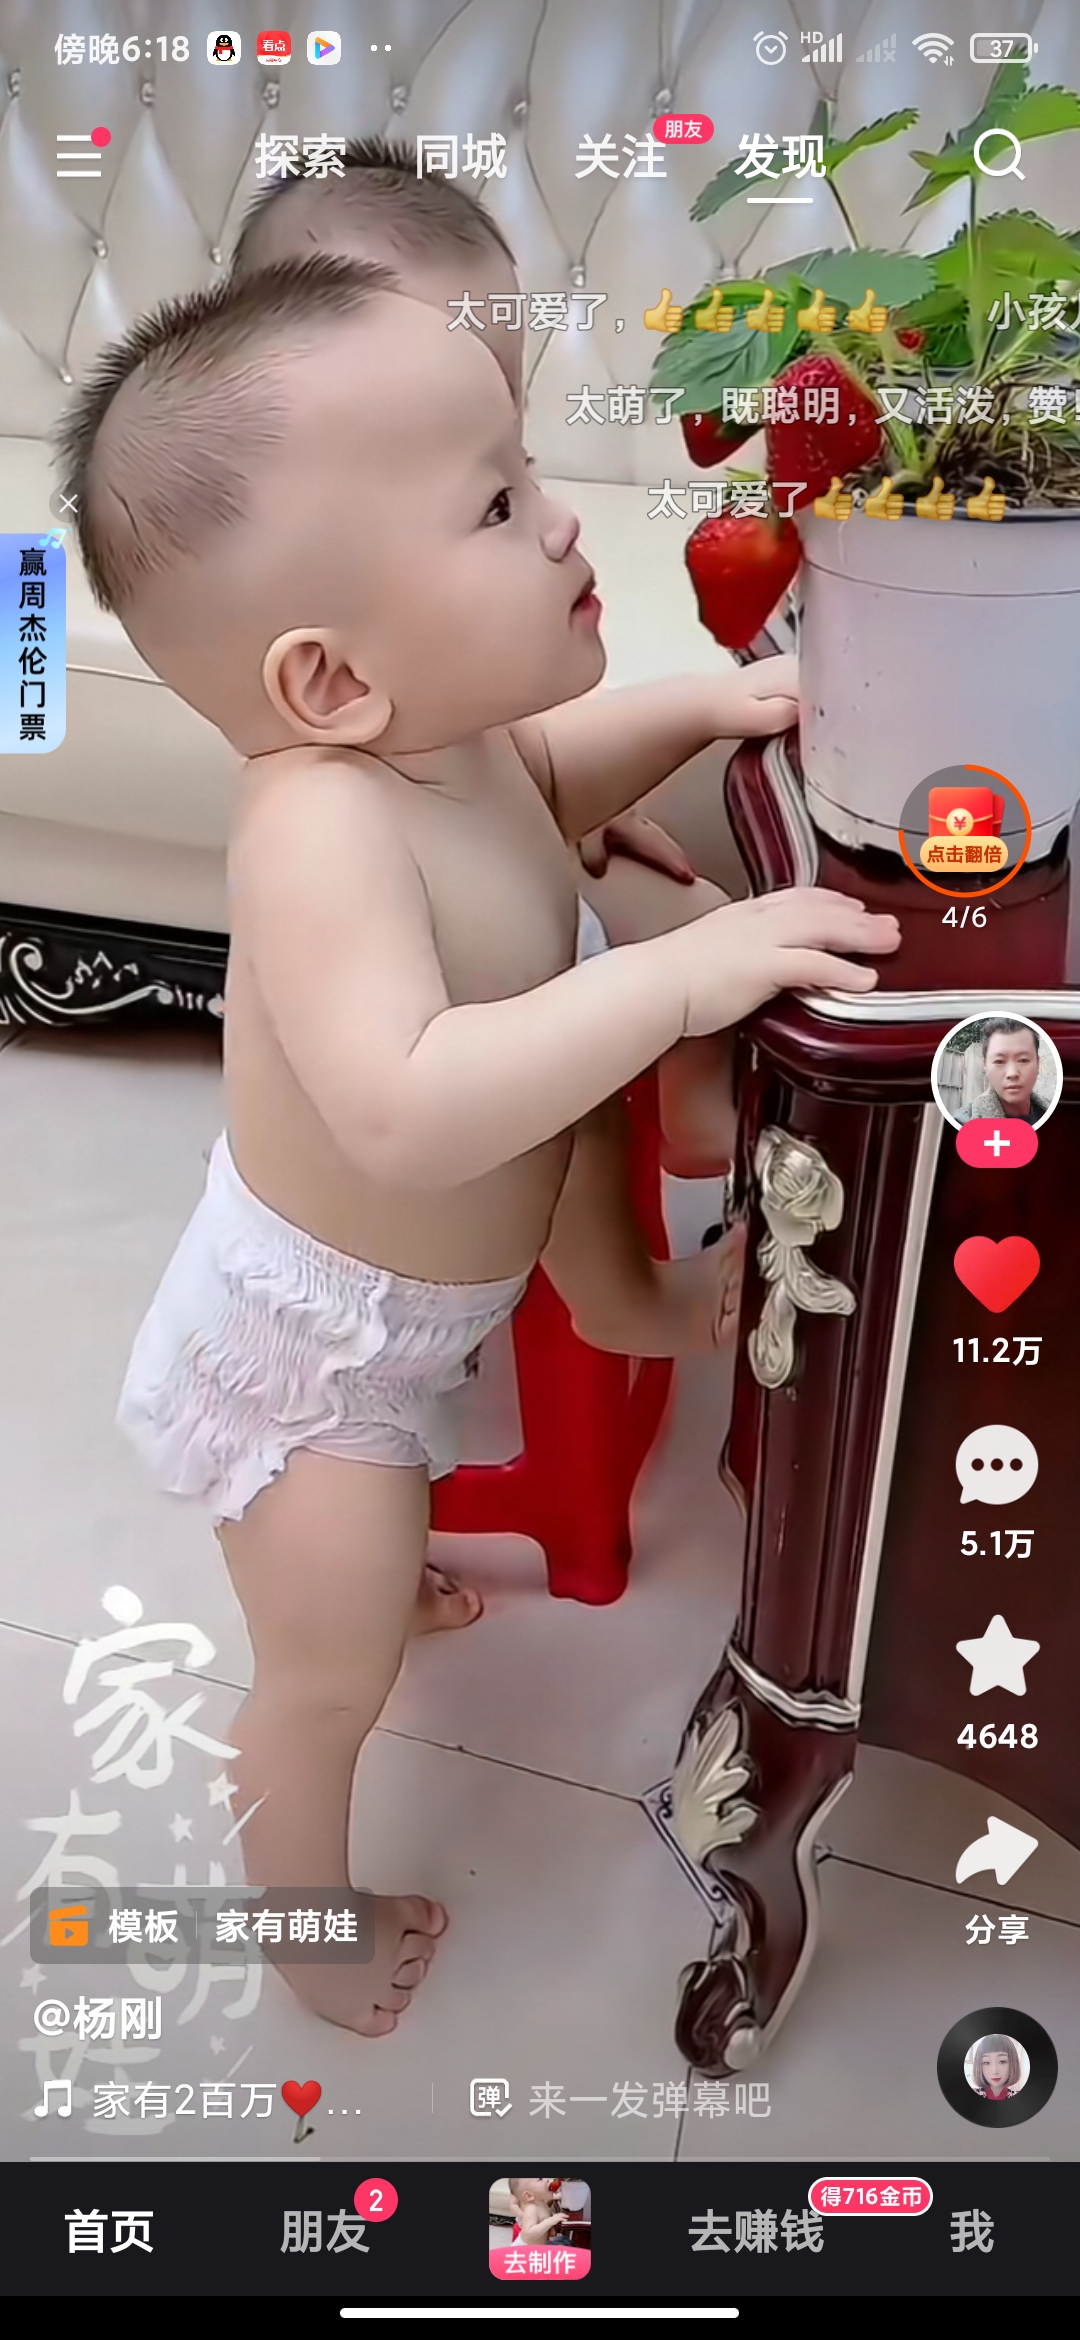 傍晚6:18
看点
HD
37
探索 同城 关注 朋友 发现
太可爱了，👍👍👍👍👍 小孩
太萌了，既聪明，又活泼，赞！
太可爱了👍👍👍👍
赢周杰伦门票
点击翻倍
4/6
11.2万
5.1万
4648
分享
家有萌娃
模板 家有萌娃
@杨刚
家有2百万❤️...
弹 来一发弹幕吧
首页 朋友 2 去制作 去赚钱 得716金币 我